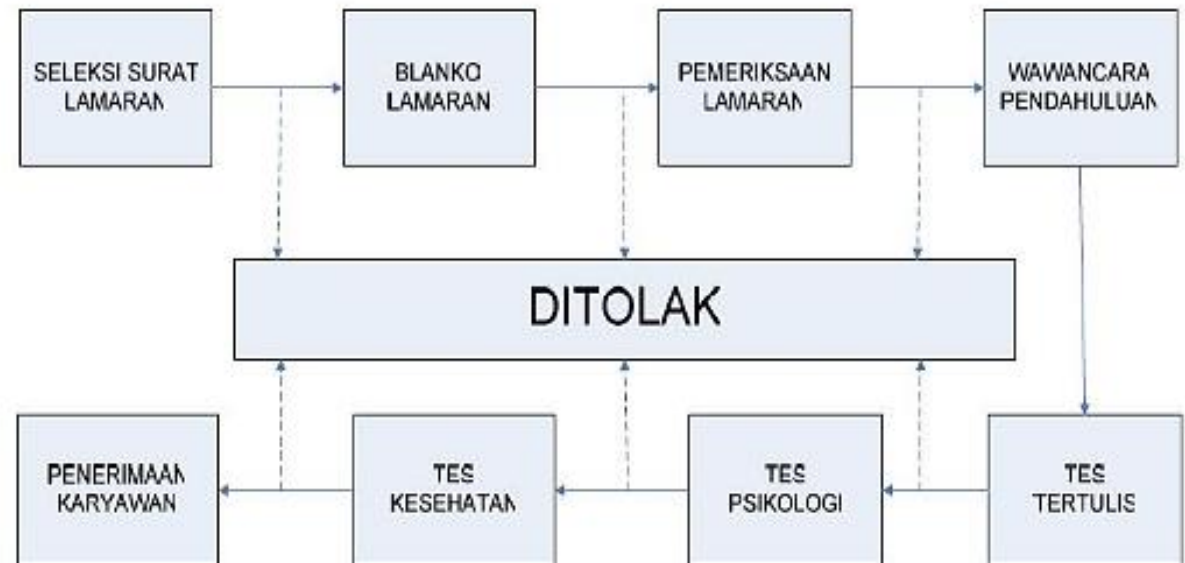 SELEKSI SURAT
LAMARAN
BLANKO
LAMARAN
PEMERIKSAAN
LAMARAN
WAWANCARA
PENDAHULUAN
DITOLAK
PENERIMAAN
KARYAWAN
TES
KESEHATAN
TES
PSIKOLOGI
TES
TERTULIS